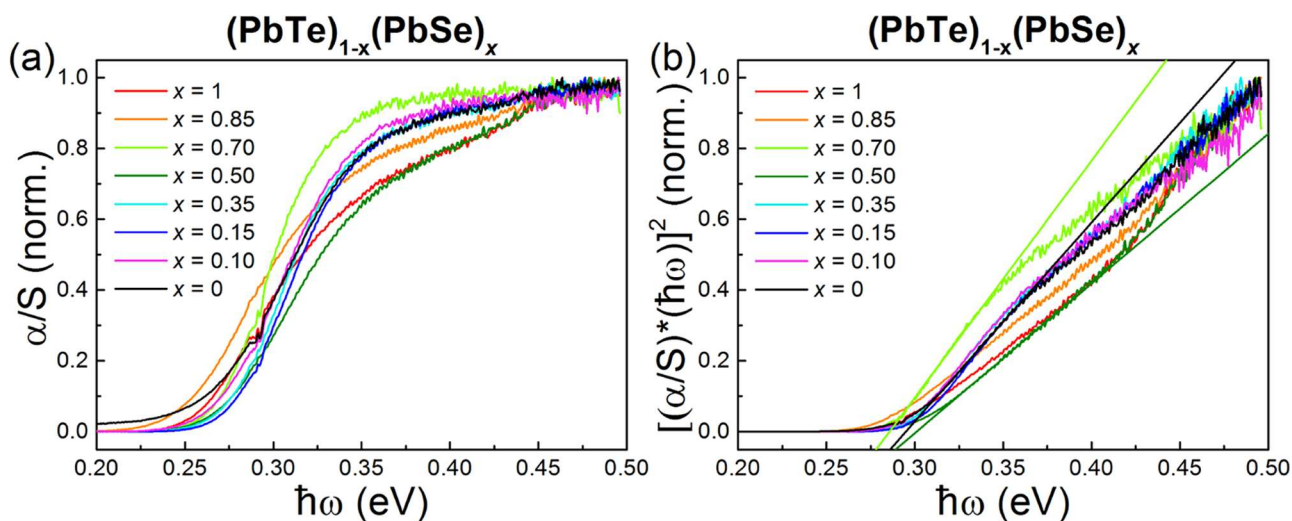 (PbTe)1-x(PbSe)x
(a)
α/S (norm.)
1.0
0.8
0.6
0.4
0.2
0.0
x = 1
x = 0.85
x = 0.70
x = 0.50
x = 0.35
x = 0.15
x = 0.10
x = 0
0.20 0.25 0.30 0.35 0.40 0.45 0.50
ħω (eV)
(PbTe)1-x(PbSe)x
(b)
[(α/S)*(ħω)]² (norm.)
1.0
0.8
0.6
0.4
0.2
0.0
x = 1
x = 0.85
x = 0.70
x = 0.50
x = 0.35
x = 0.15
x = 0.10
x = 0
0.20 0.25 0.30 0.35 0.40 0.45 0.50
ħω (eV)